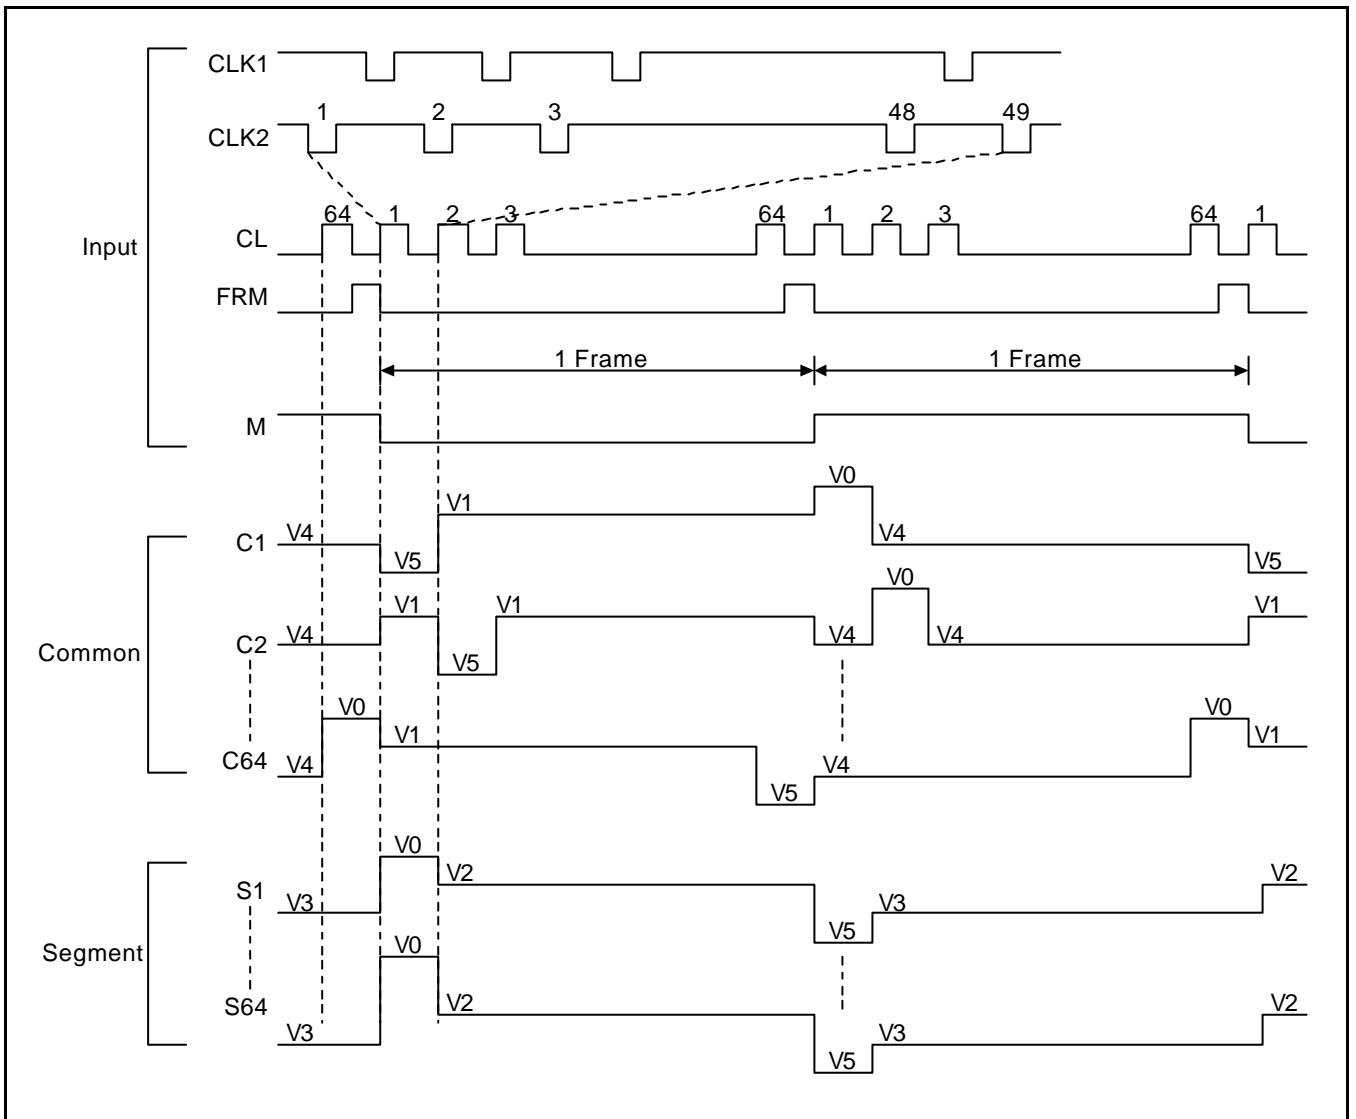 CLK1
1 2 3 48 49
CLK2
64 1 2 3 64 1 2 3 64 1
CL
Input
FRM
1 Frame 1 Frame
M
V0
V1
V4 V4
C1
V5 V5
V0
V1 V1 V1
C2 V4 V4 V4
Common
V5
V0 V0
V1 V1
C64 V4 V4
V5
V0
V2 V2
S1
V3 V3
V5
Segment
V0
S64 V2 V2
V3 V3
V5